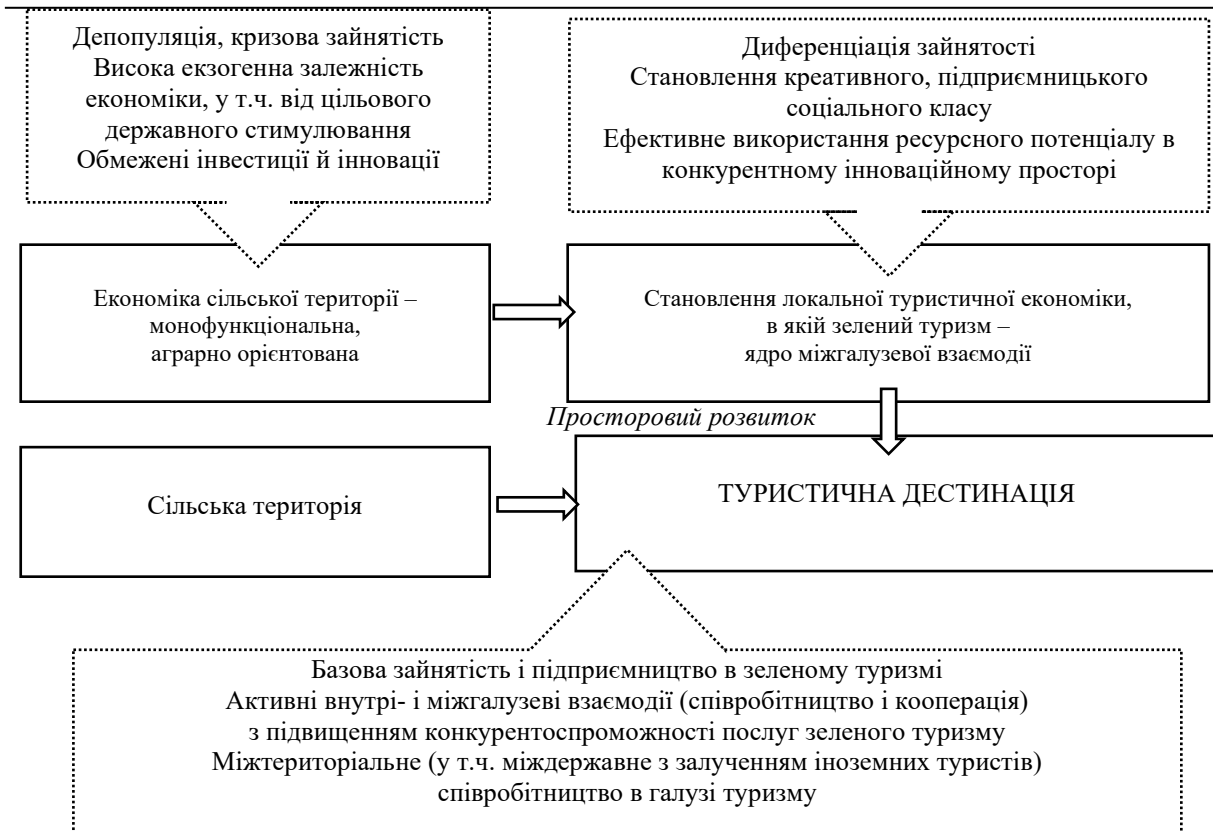 Депопуляція, кризова зайнятість
Висока екзогенна залежність
економіки, у т.ч. від цільового
державного стимулювання
Обмежені інвестиції й інновації
Диференціація зайнятості
Становлення креативного, підприємницького
соціального класу
Ефективне використання ресурсного потенціалу в
конкурентному інноваційному просторі
Економіка сільської території –
монофункціональна,
аграрно орієнтована
Становлення локальної туристичної економіки,
в якій зелений туризм –
ядро міжгалузевої взаємодії
Просторовий розвиток
Сільська територія
ТУРИСТИЧНА ДЕСТИНАЦІЯ
Базова зайнятість і підприємництво в зеленому туризмі
Активні внутрі- і міжгалузеві взаємодії (співробітництво і кооперація)
з підвищенням конкурентоспроможності послуг зеленого туризму
Міжтериторіальне (у т.ч. міждержавне з залученням іноземних туристів)
співробітництво в галузі туризму